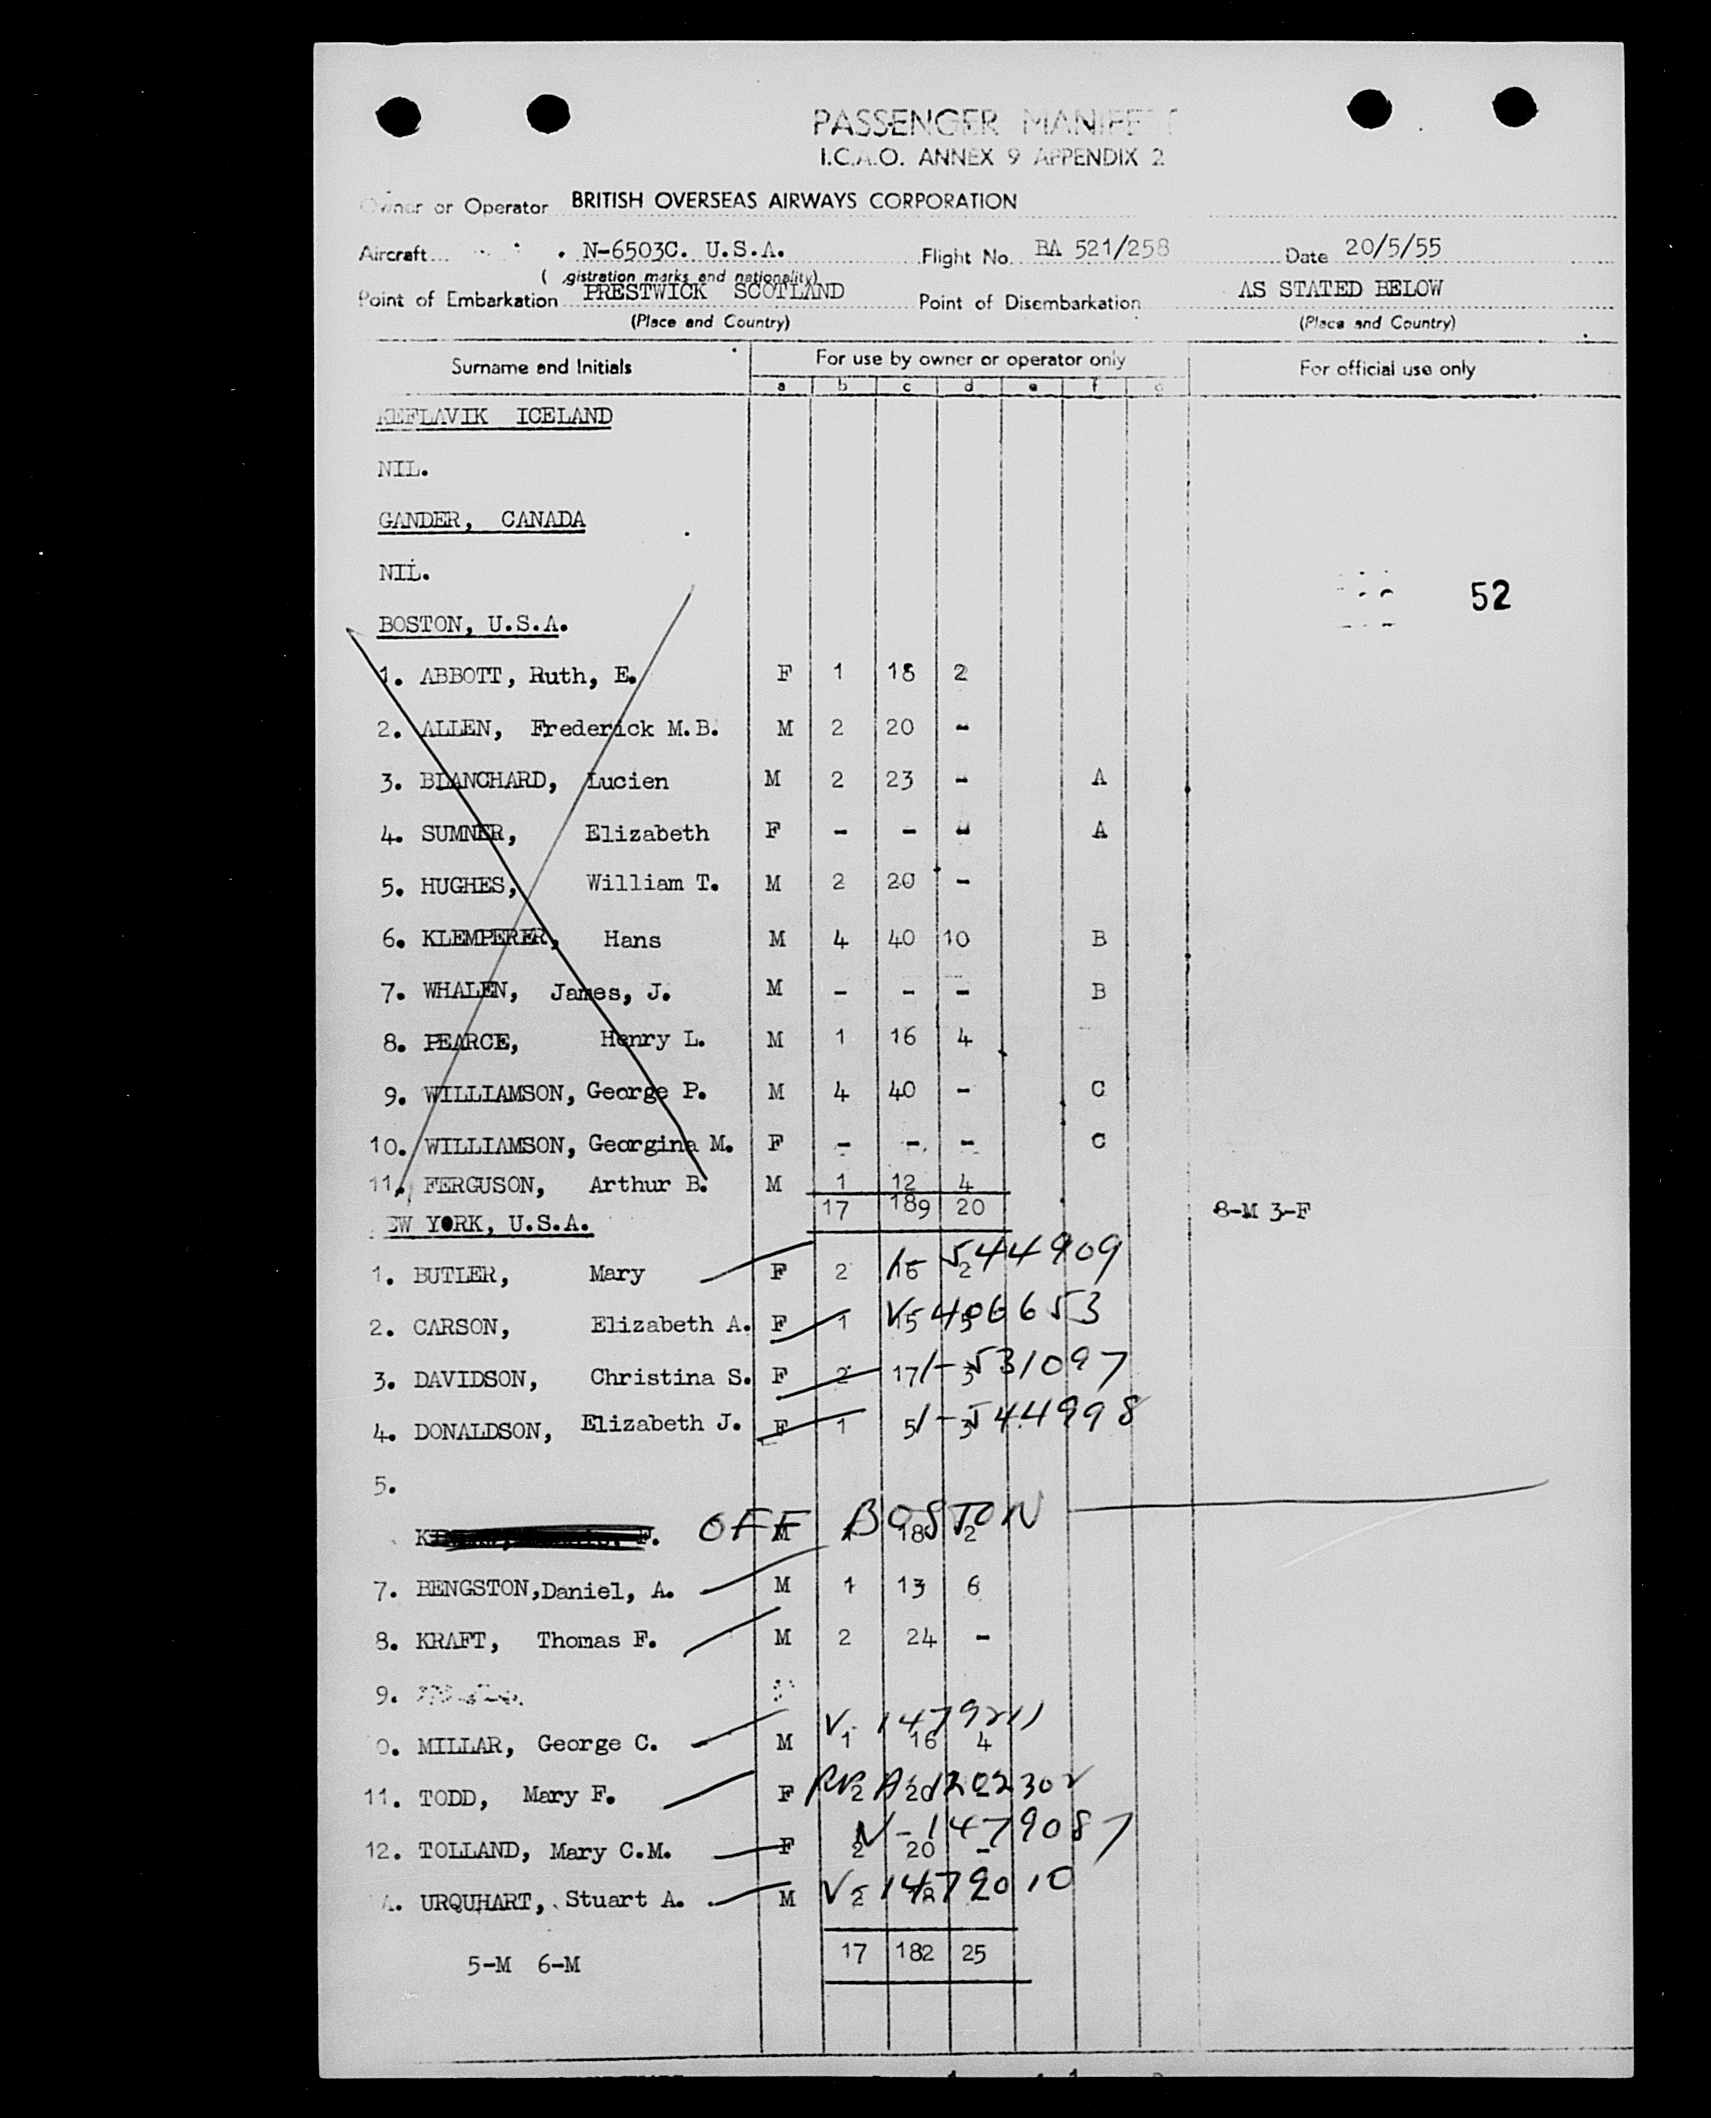 PASSENGER MANIFEST
I.C.A.O. ANNEX 9 APPENDIX 2
Owner or Operator BRITISH OVERSEAS AIRWAYS CORPORATION
Aircraft N-6503C. U.S.A. Flight No. BA 521/258 Date 20/5/55
(gistration marks and nationality)
Point of Embarkation PRESTWICK SCOTLAND Point of Disembarkation AS STATED BELOW
(Place and Country) (Place and Country)
Surname and Initials For use by owner or operator only For official use only
a b c d e f g
KEFLAVIK ICELAND
NIL.
GANDER, CANADA
NIL.
52
BOSTON, U.S.A.
1. ABBOTT, Ruth, E. F 1 18 2
2. ALLEN, Frederick M.B. M 2 20 -
3. BLANCHARD, Lucien M 2 23 - A
4. SUMNER, Elizabeth F - - - A
5. HUGHES, William T. M 2 20 -
6. KLEMPERER, Hans M 4 40 10 B
7. WHALEN, James, J. M - - - B
8. PEARCE, Henry L. M 1 16 4
9. WILLIAMSON, George P. M 4 40 - C
10. WILLIAMSON, Georgina M. F - - - C
11. FERGUSON, Arthur B. M 1 12 4
17 189 20 8-M 3-F
EW YORK, U.S.A.
1. BUTLER, Mary F 2 2 544909
2. CARSON, Elizabeth A. F 1 15 V5406653
3. DAVIDSON, Christina S. F 2 17 3 1-531097
4. DONALDSON, Elizabeth J. F 1 5 3 1-544998
5.
OFF BOSTON M 18 2
7. BENGSTON, Daniel, A. M 1 13 6
8. KRAFT, Thomas F. M 2 24 -
9.
V-1479211
0. MILLAR, George C. M 1 16 4
11. TODD, Mary F. F 2 20 A-1202302
V-1479087
12. TOLLAND, Mary C.M. F 2 20 -
URQUHART, Stuart A. M 2 V-1479010
17 182 25
5-M 6-M